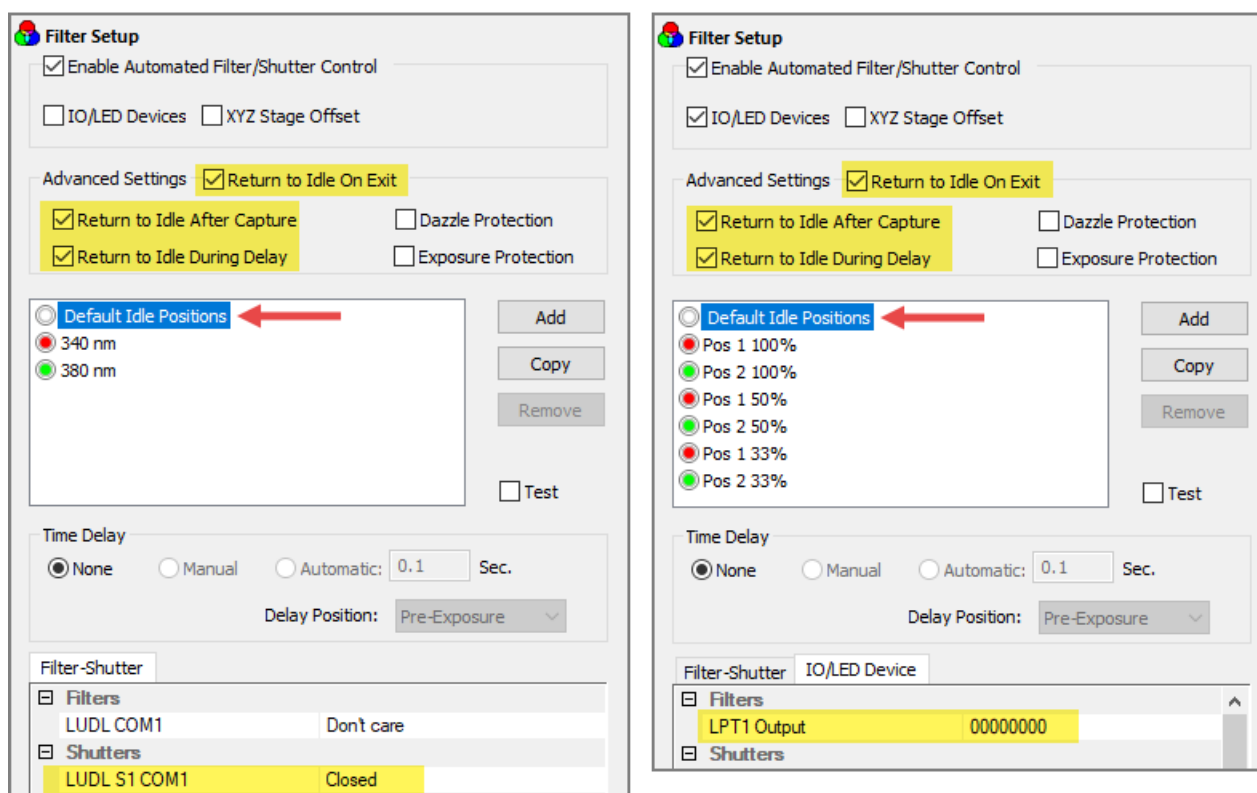 Filter Setup
Enable Automated Filter/Shutter Control
IO/LED Devices XYZ Stage Offset
Advanced Settings Return to Idle On Exit
Return to Idle After Capture Dazzle Protection
Return to Idle During Delay Exposure Protection
Default Idle Positions Add
340 nm
380 nm Copy
Remove
Test
Time Delay
None Manual Automatic: 0.1 Sec.
Delay Position: Pre-Exposure
Filter-Shutter
Filters
LUDL COM1 Don't care
Shutters
LUDL S1 COM1 Closed
Filter Setup
Enable Automated Filter/Shutter Control
IO/LED Devices XYZ Stage Offset
Advanced Settings Return to Idle On Exit
Return to Idle After Capture Dazzle Protection
Return to Idle During Delay Exposure Protection
Default Idle Positions Add
Pos 1 100%
Pos 2 100% Copy
Pos 1 50%
Pos 2 50% Remove
Pos 1 33%
Pos 2 33%
Test
Time Delay
None Manual Automatic: 0.1 Sec.
Delay Position: Pre-Exposure
Filter-Shutter IO/LED Device
Filters
LPT1 Output 00000000
Shutters